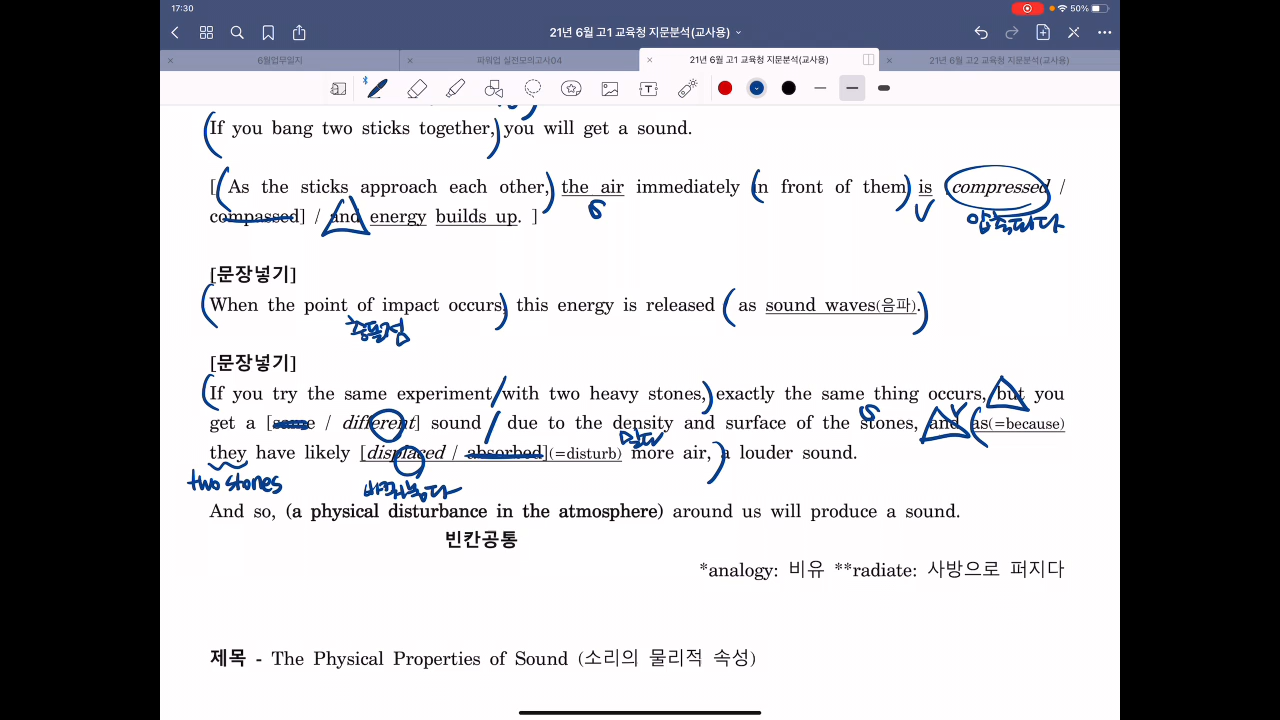 17:30
50%
21년 6월 고1 교육청 지문분석(교사용)
6월업무일지
파워업 실전모의고사04
21년 6월 고1 교육청 지문분석(교사용)
21년 6월 고2 교육청 지문분석(교사용)
If you bang two sticks together, you will get a sound.
[ As the sticks approach each other, the air immediately in front of them is [compressed /
S V 압축되다
compassed] / and energy builds up. ]
[문장넣기]
When the point of impact occurs, this energy is released as sound waves(음파).
충돌점
[문장넣기]
If you try the same experiment with two heavy stones, exactly the same thing occurs, but you
S V
get a [same / different] sound due to the density and surface of the stones, and as(=because)
밀도
they have likely [displaced / absorbed](=disturb) more air, a louder sound.
two stones 바꿔놓다
And so, (a physical disturbance in the atmosphere) around us will produce a sound.
빈칸공통
*analogy: 비유 **radiate: 사방으로 퍼지다
제목 - The Physical Properties of Sound (소리의 물리적 속성)